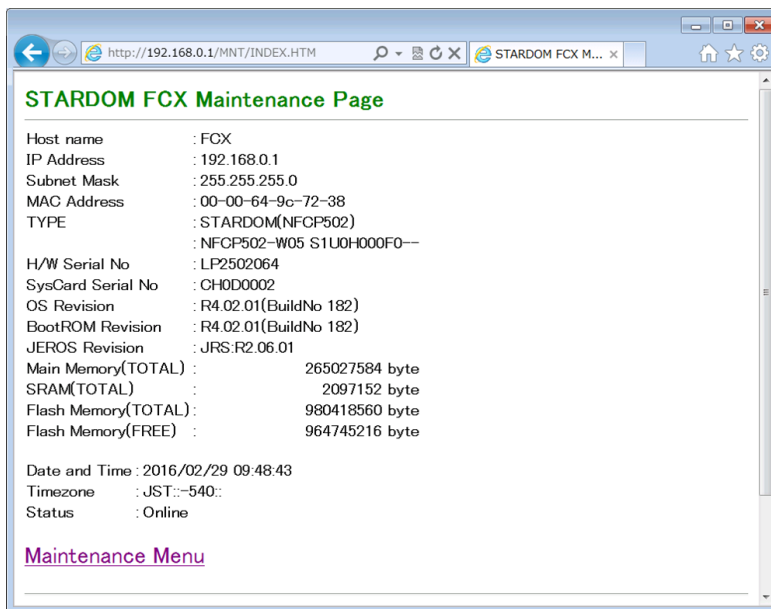 http://192.168.0.1/MNT/INDEX.HTM
STARDOM FCX M...
STARDOM FCX Maintenance Page
Host name : FCX
IP Address : 192.168.0.1
Subnet Mask : 255.255.255.0
MAC Address : 00-00-64-9c-72-38
TYPE : STARDOM(NFCP502)
: NFCP502-W05 S1U0H000F0--
H/W Serial No : LP2502064
SysCard Serial No : CH0D0002
OS Revision : R4.02.01(BuildNo 182)
BootROM Revision : R4.02.01(BuildNo 182)
JEROS Revision : JRS:R2.06.01
Main Memory(TOTAL) : 265027584 byte
SRAM(TOTAL) : 2097152 byte
Flash Memory(TOTAL) : 980418560 byte
Flash Memory(FREE) : 964745216 byte
Date and Time : 2016/02/29 09:48:43
Timezone : JST::-540::
Status : Online
Maintenance Menu